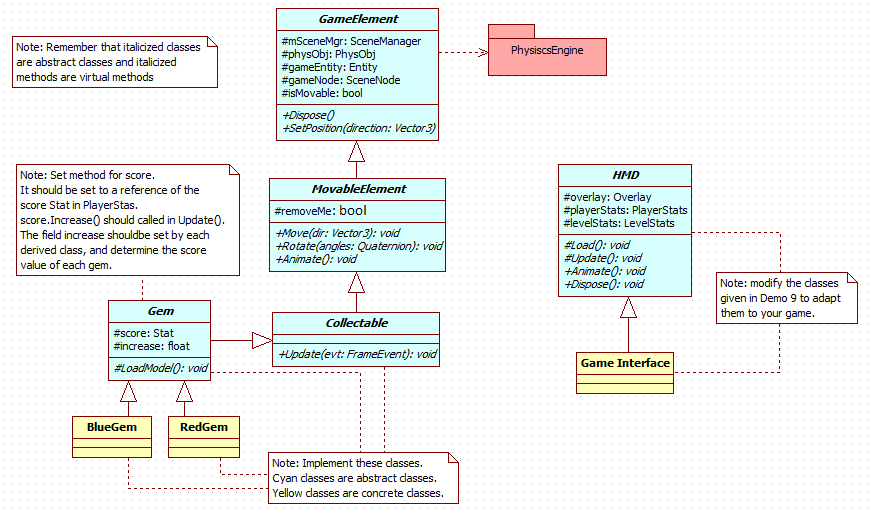 Note: Remember that italicized classes
are abstract classes and italicized
methods are virtual methods
GameElement
#mSceneMgr: SceneManager
#physObj: PhysObj
#gameEntity: Entity
#gameNode: SceneNode
#isMovable: bool
+Dispose()
+SetPosition(direction: Vector3)
PhysiscsEngine
Note: Set method for score.
It should be set to a reference of the
score Stat in PlayerStas.
score.Increase() should called in Update().
The field increase shouldbe set by each
derived class, and determine the score
value of each gem.
MovableElement
#removeMe: bool
+Move(dir: Vector3): void
+Rotate(angles: Quaternion): void
+Animate(): void
HMD
#overlay: Overlay
#playerStats: PlayerStats
#levelStats: LevelStats
#Load(): void
#Update(): void
+Animate(): void
+Dispose(): void
Note: modify the classes
given in Demo 9 to adapt
them to your game.
Gem
#score: Stat
#increase: float
#LoadModel(): void
Collectable
+Update(evt: FrameEvent): void
Game Interface
BlueGem
RedGem
Note: Implement these classes.
Cyan classes are abstract classes.
Yellow classes are concrete classes.